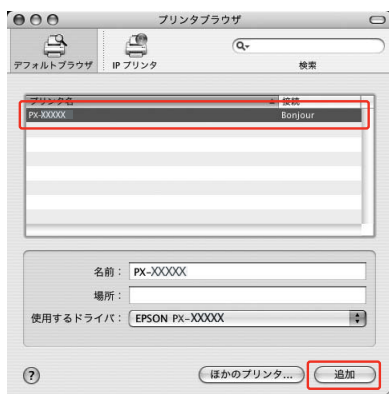 プリンタブラウザ
デフォルトブラウザ IP プリンタ 検索
プリンタ名 接続
PX-XXXXX Bonjour
名前： PX-XXXXX
場所：
使用するドライバ： EPSON PX-XXXXX
? ほかのプリンタ... 追加